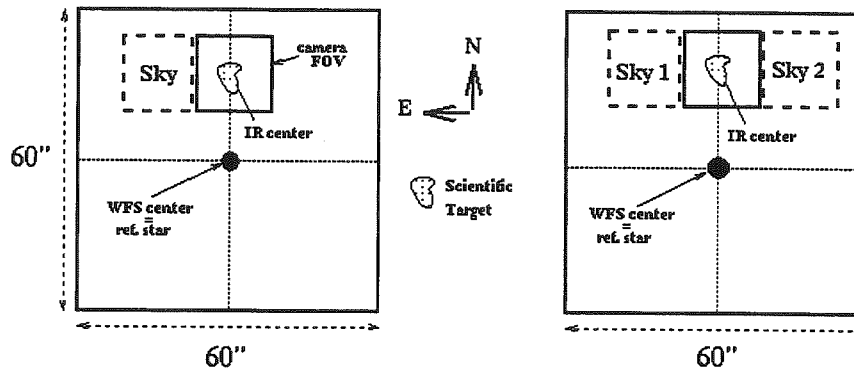 camera
FOV
Sky
IR center
60"
WFS center
=
ref. star
60"
N
E
Scientific
Target
Sky 1
Sky 2
IR center
WFS center
=
ref. star
60"